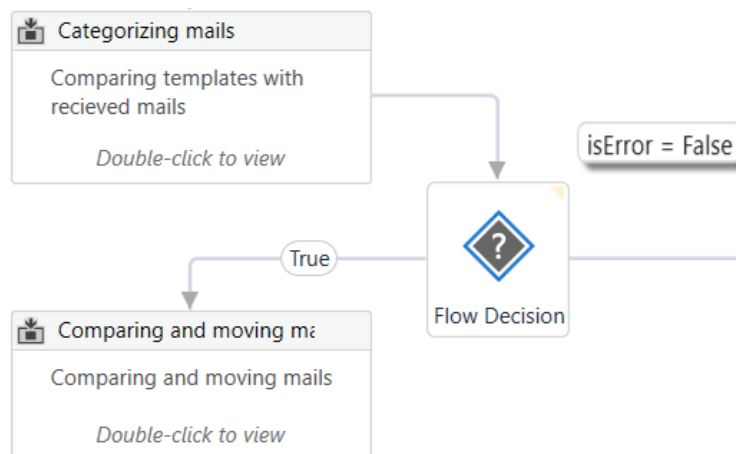 Categorizing mails
Comparing templates with
recieved mails
Double-click to view
isError = False
True
Flow Decision
Comparing and moving ma
Comparing and moving mails
Double-click to view